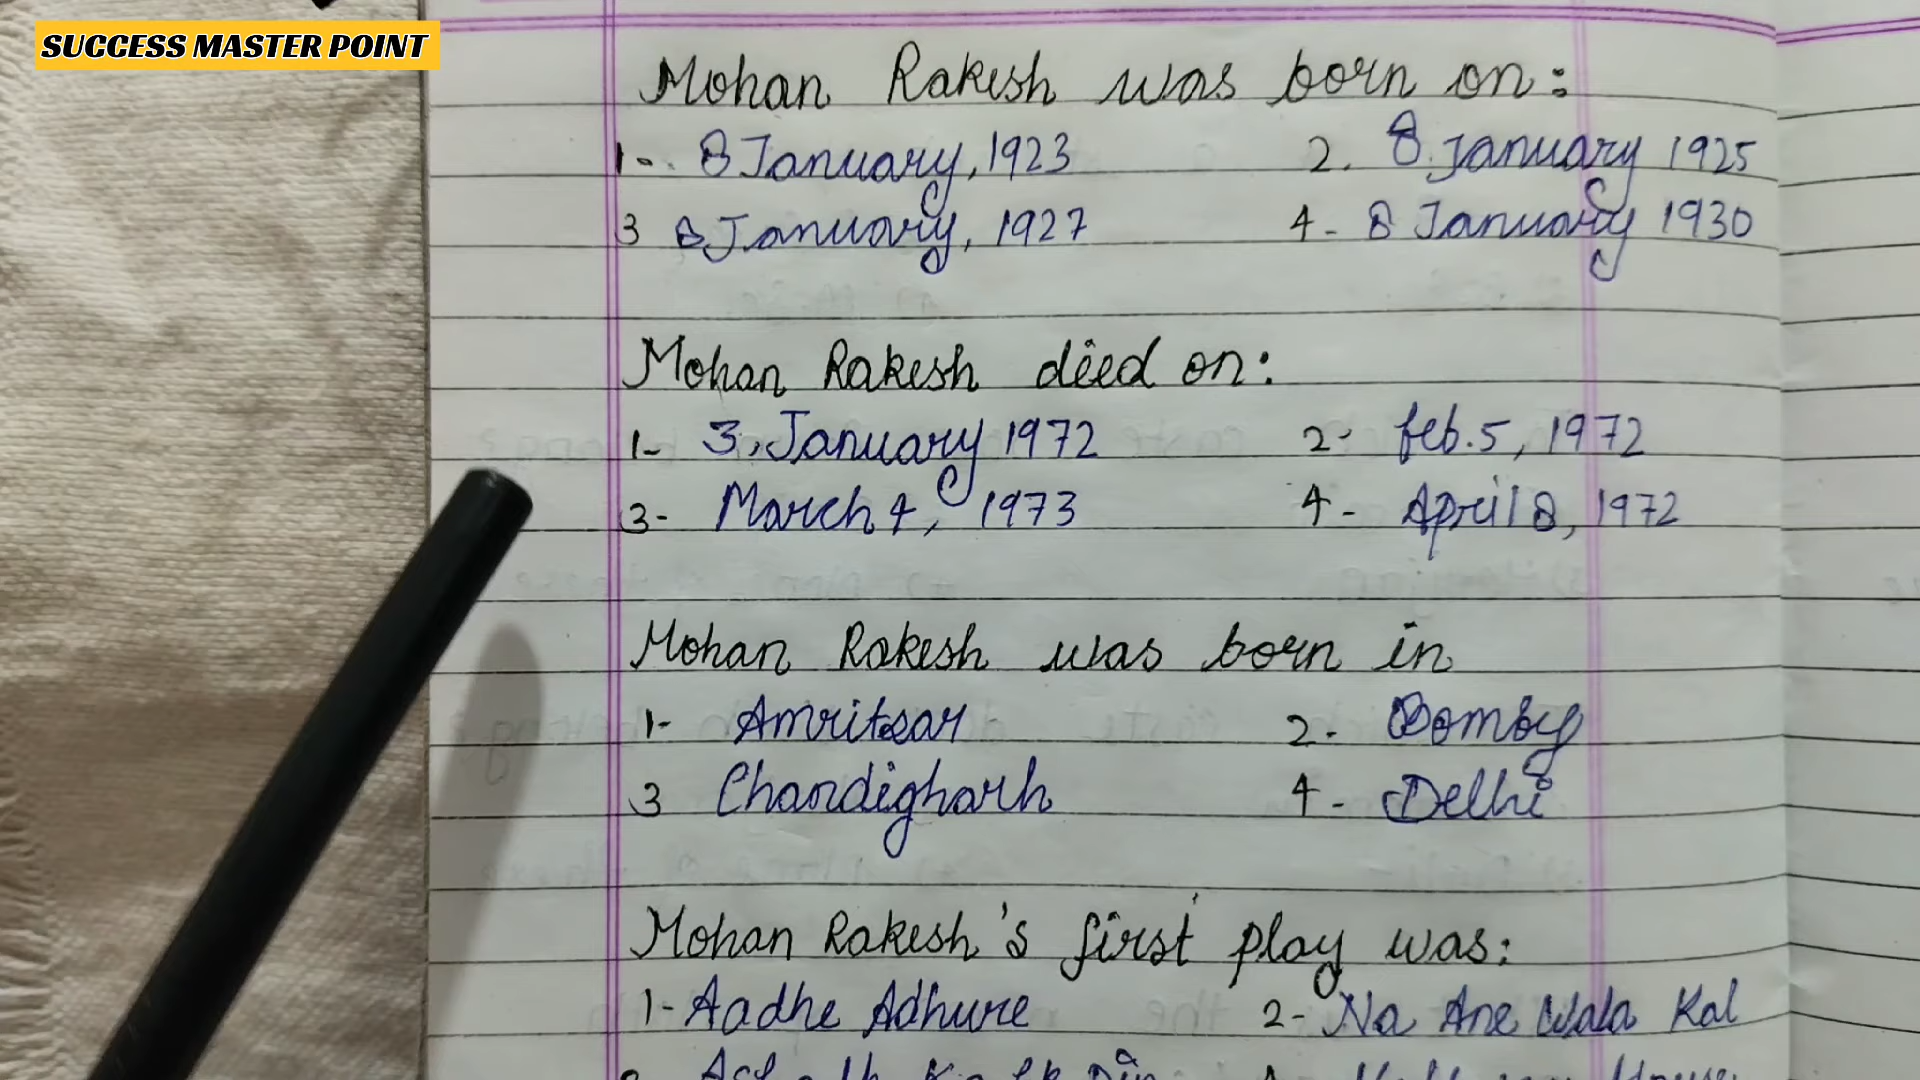 SUCCESS MASTER POINT
Mohan Rakesh was born on:
1-. 8 January, 1923 2. 8. January 1925
3 8 January, 1927 4- 8 January 1930
Mohan Rakesh died on:
1- 3, January 1972 2- feb. 5, 1972
3- March 4, 1973 4- April 8, 1972
Mohan Rakesh was born in
1- Amritsar 2- Bomby
3 Chandigharh 4- Delhi
Mohan Rakesh's first play was:
1- Aadhe Adhure 2- Na Ane Wala Kal